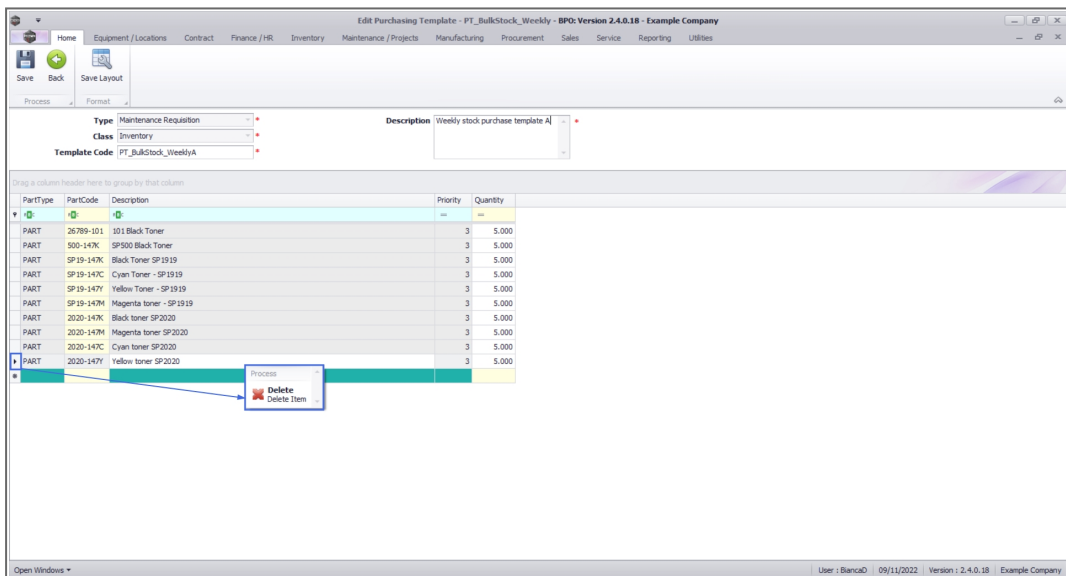 Edit Purchasing Template - PT_BulkStock_Weekly - BPO: Version 2.4.0.18 - Example Company
Home Equipment / Locations Contract Finance / HR Inventory Maintenance / Projects Manufacturing Procurement Sales Service Reporting Utilities
Save Back Save Layout
Process Format
Type Maintenance Requisition * Description Weekly stock purchase template A *
Class Inventory *
Template Code PT_BulkStock_WeeklyA *
Drag a column header here to group by that column
PartType PartCode Description Priority Quantity
= =
PART 26789-101 101 Black Toner 3 5.000
PART 500-147K SP500 Black Toner 3 5.000
PART SP19-147K Black Toner SP1919 3 5.000
PART SP19-147C Cyan Toner - SP1919 3 5.000
PART SP19-147Y Yellow Toner - SP1919 3 5.000
PART SP19-147M Magenta toner - SP1919 3 5.000
PART 2020-147K Black toner SP2020 3 5.000
PART 2020-147M Magenta toner SP2020 3 5.000
PART 2020-147C Cyan toner SP2020 3 5.000
PART 2020-147Y Yellow toner SP2020 3 5.000
Process
Delete
Delete Item
Open Windows User : BiancaD 09/11/2022 Version : 2.4.0.18 Example Company